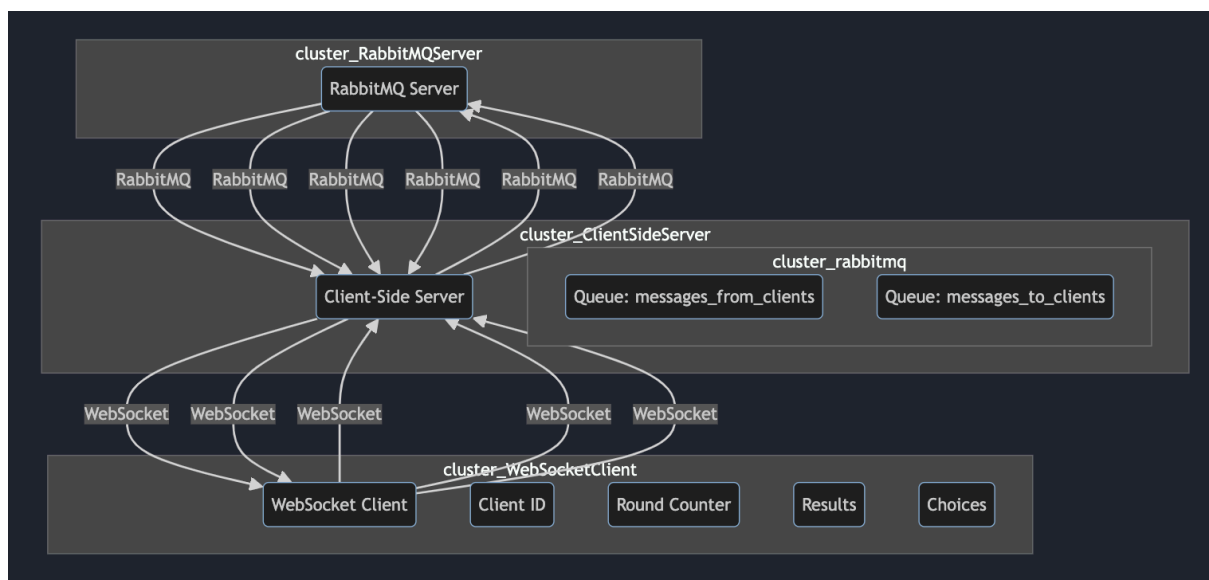 cluster_RabbitMQServer
RabbitMQ Server
RabbitMQ RabbitMQ RabbitMQ RabbitMQ RabbitMQ RabbitMQ
cluster_ClientSideServer
cluster_rabbitmq
Client-Side Server Queue: messages_from_clients Queue: messages_to_clients
WebSocket WebSocket WebSocket WebSocket WebSocket
cluster_WebSocketClient
WebSocket Client Client ID Round Counter Results Choices